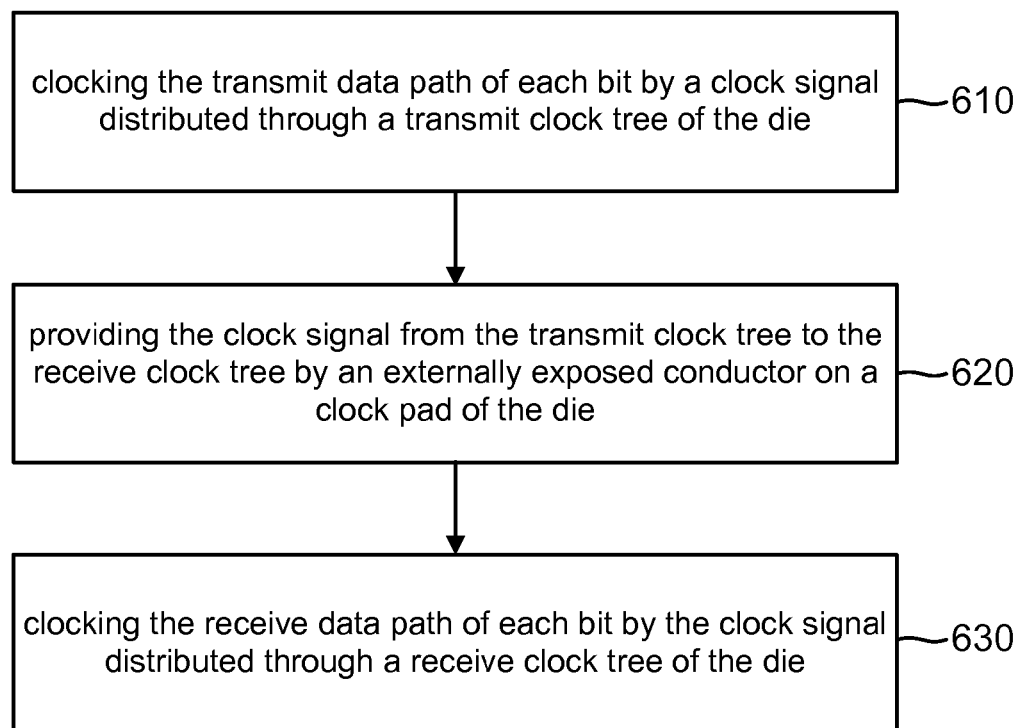 clocking the transmit data path of each bit by a clock signal
distributed through a transmit clock tree of the die
610
providing the clock signal from the transmit clock tree to the
receive clock tree by an externally exposed conductor on a
clock pad of the die
620
clocking the receive data path of each bit by the clock signal
distributed through a receive clock tree of the die
630